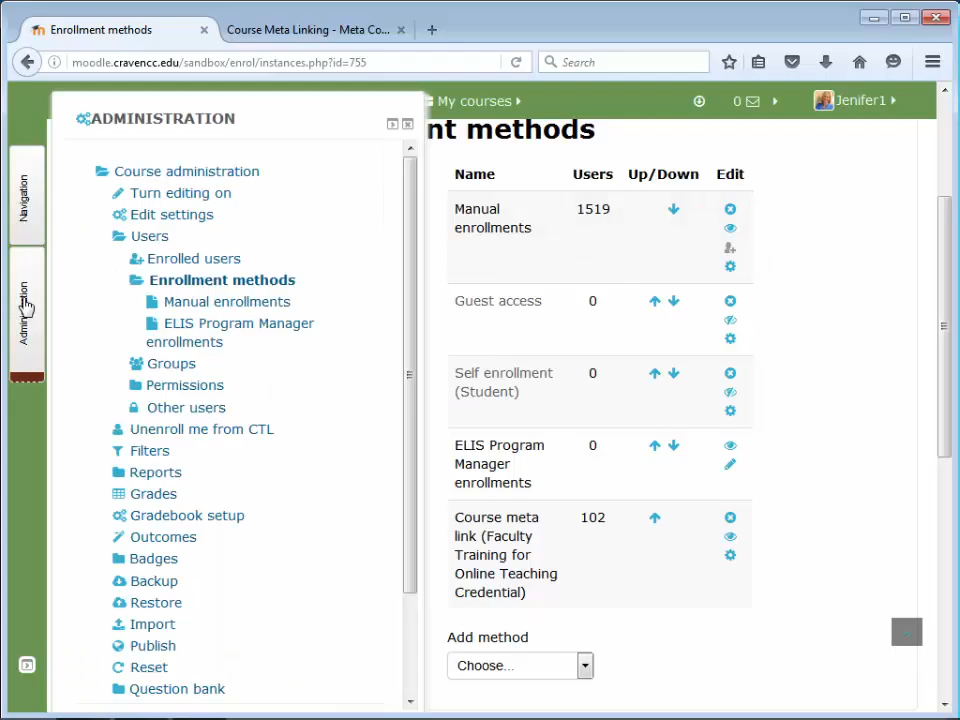 Enrollment methods
Course Meta Linking - Meta Co...
moodle.cravencc.edu/sandbox/enrol/instances.php?id=755
Search
My courses
0
Jenifer1
Navigation
Administration
ADMINISTRATION
Course administration
Turn editing on
Edit settings
Users
Enrolled users
Enrollment methods
Manual enrollments
ELIS Program Manager
enrollments
Groups
Permissions
Other users
Unenroll me from CTL
Filters
Reports
Grades
Gradebook setup
Outcomes
Badges
Backup
Restore
Import
Publish
Reset
Question bank
nt methods
Name Users Up/Down Edit
Manual 1519
enrollments
Guest access 0
Self enrollment 0
(Student)
ELIS Program 0
Manager
enrollments
Course meta 102
link (Faculty
Training for
Online Teaching
Credential)
Add method
Choose...